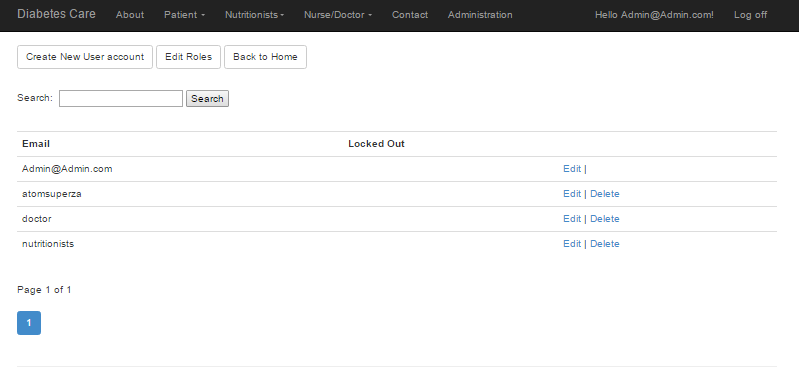 Diabetes Care About Patient Nutritionists Nurse/Doctor Contact Administration Hello Admin@Admin.com! Log off
Create New User account Edit Roles Back to Home
Search: Search
Email Locked Out
Admin@Admin.com Edit |
atomsuperza Edit | Delete
doctor Edit | Delete
nutritionists Edit | Delete
Page 1 of 1
1